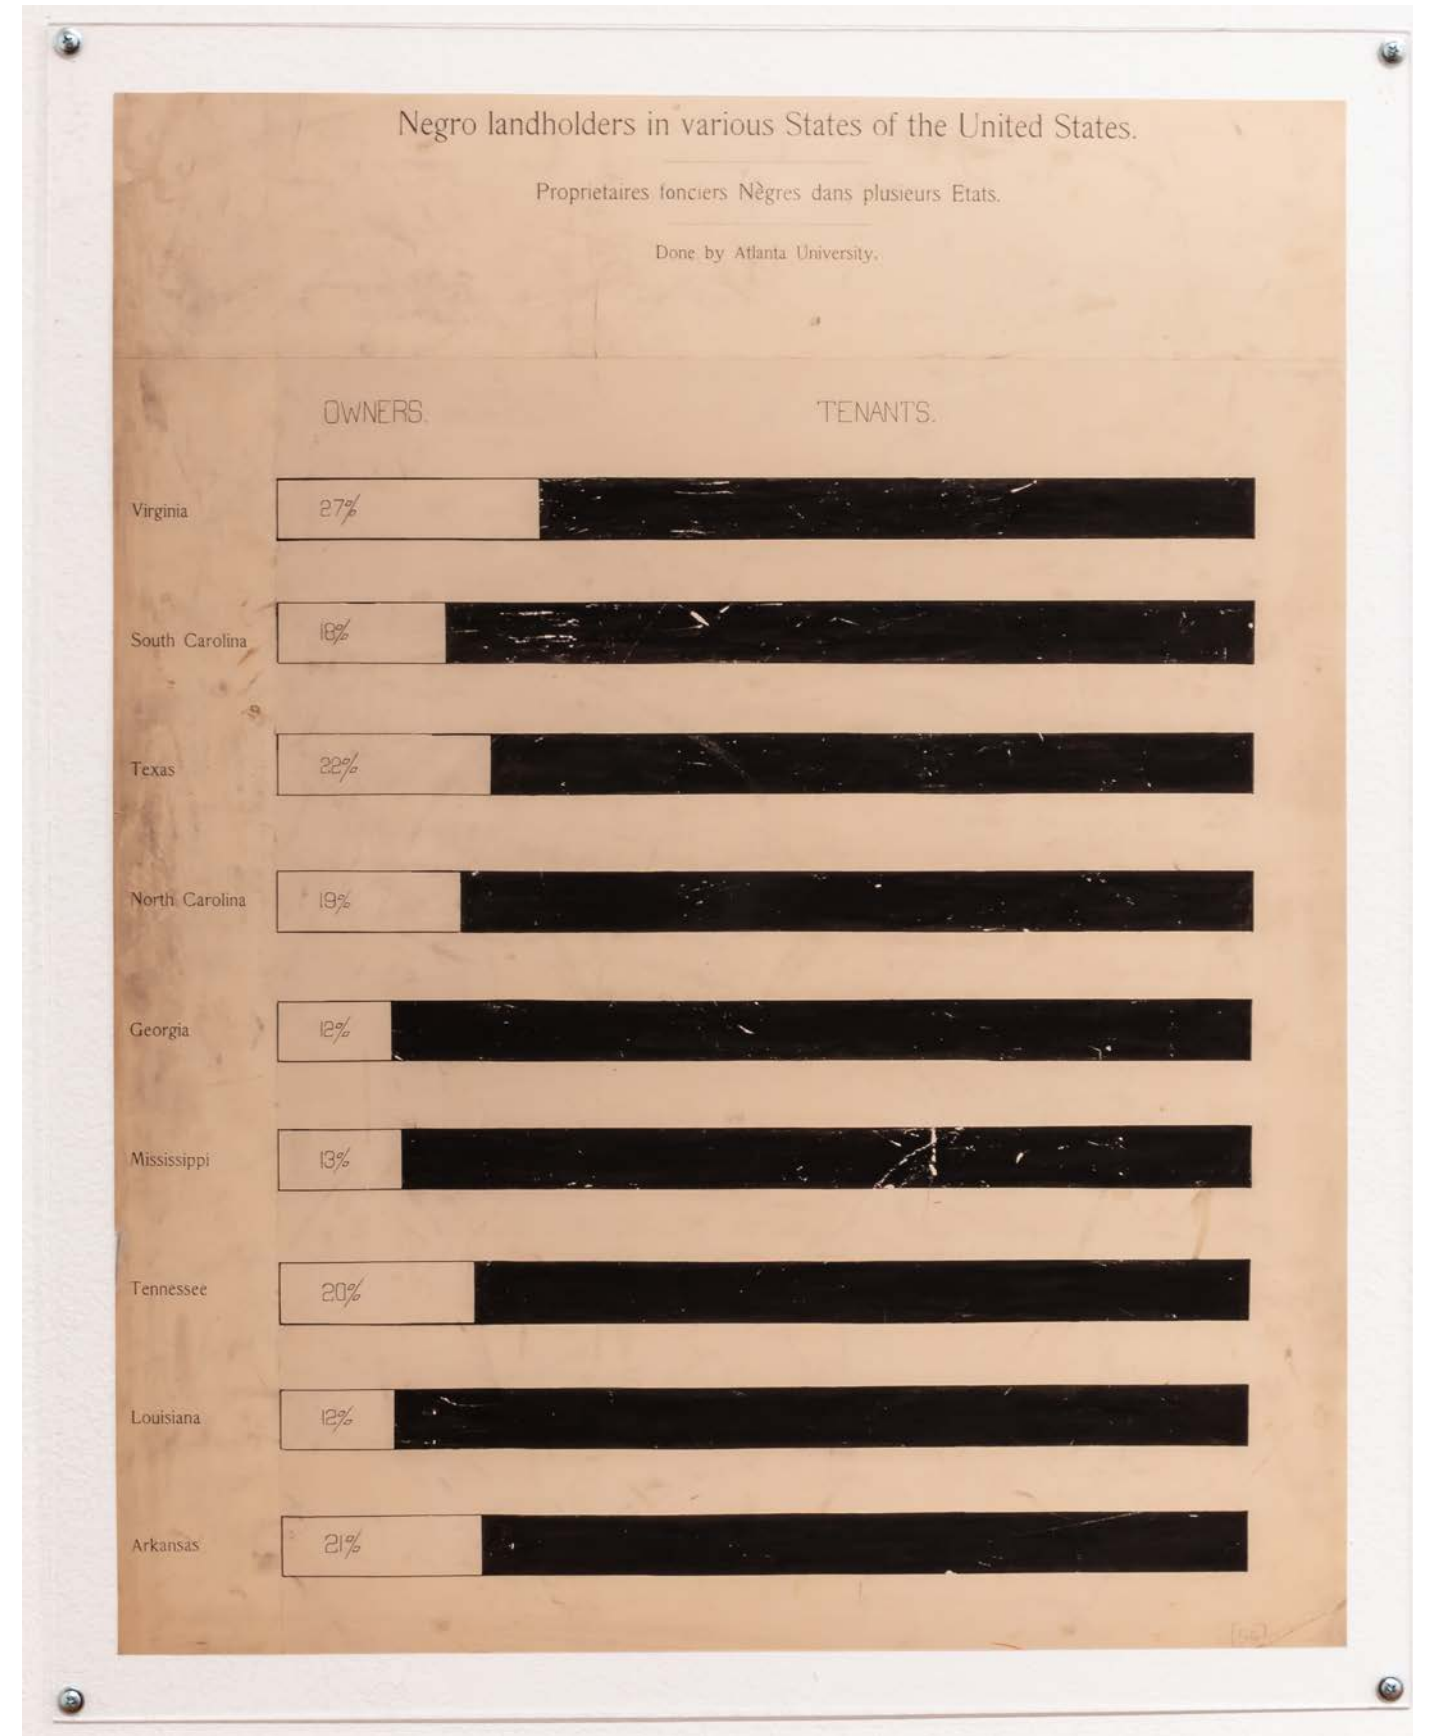 Negro landholders in various States of the United States.
Proprietaires fonciers Nègres dans plusieurs Etats.
Done by Atlanta University.
OWNERS. TENANTS.
Virginia 27%
South Carolina 18%
Texas 22%
North Carolina 19%
Georgia 12%
Mississippi 13%
Tennessee 20%
Louisiana 12%
Arkansas 21%